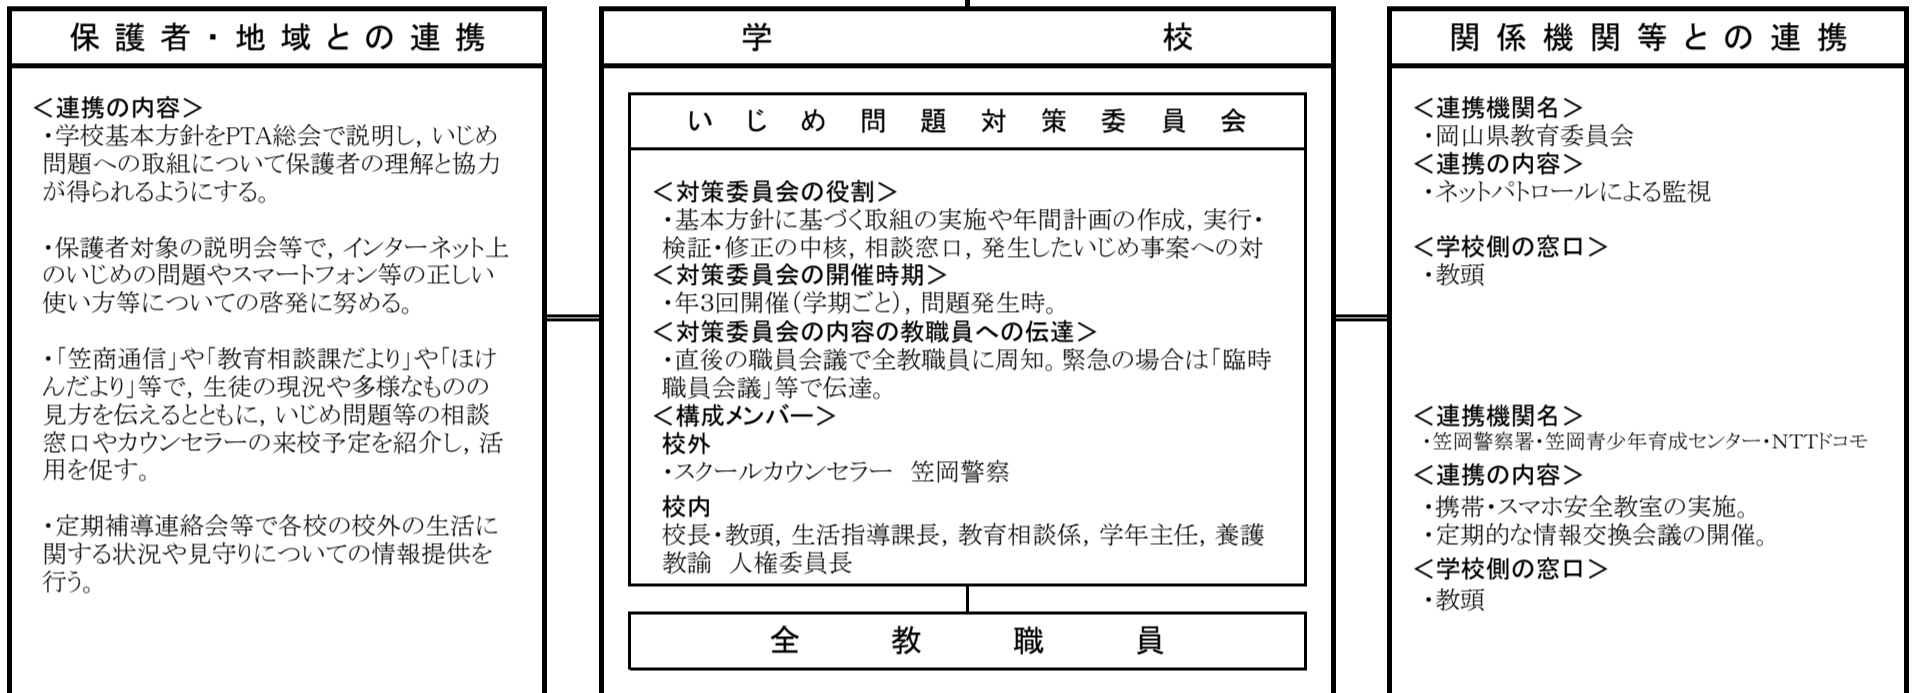 保護者・地域との連携
＜連携の内容＞
・学校基本方針をPTA総会で説明し，いじめ
問題への取組について保護者の理解と協力
が得られるようにする。
・保護者対象の説明会等で，インターネット上
のいじめの問題やスマートフォン等の正しい
使い方等についての啓発に努める。
・「笠商通信」や「教育相談課だより」や「ほけ
んだより」等で，生徒の現況や多様なものの
見方を伝えるとともに，いじめ問題等の相談
窓口やカウンセラーの来校予定を紹介し，活
用を促す。
・定期補導連絡会等で各校の校外の生活に
関する状況や見守りについての情報提供を
行う。
学校
いじめ問題対策委員会
＜対策委員会の役割＞
・基本方針に基づく取組の実施や年間計画の作成，実行・
検証・修正の中核，相談窓口，発生したいじめ事案への対
＜対策委員会の開催時期＞
・年3回開催（学期ごと），問題発生時。
＜対策委員会の内容の教職員への伝達＞
・直後の職員会議で全教職員に周知。緊急の場合は「臨時
職員会議」等で伝達。
＜構成メンバー＞
校外
・スクールカウンセラー　笠岡警察
校内
校長・教頭，生活指導課長，教育相談係，学年主任，養護
教諭　人権委員長
全教職員
関係機関等との連携
＜連携機関名＞
・岡山県教育委員会
＜連携の内容＞
・ネットパトロールによる監視
＜学校側の窓口＞
・教頭
＜連携機関名＞
・笠岡警察署・笠岡青少年育成センター・NTTドコモ
＜連携の内容＞
・携帯・スマホ安全教室の実施。
・定期的な情報交換会議の開催。
＜学校側の窓口＞
・教頭